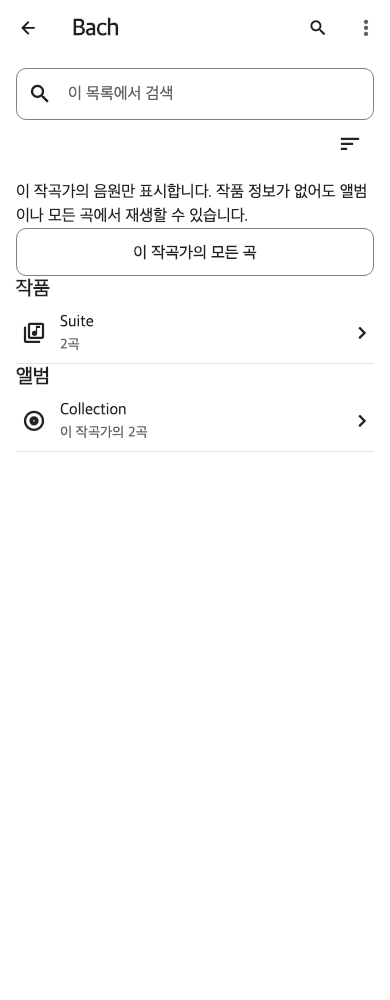 Bach
이 목록에서 검색
이 작곡가의 음원만 표시합니다. 작품 정보가 없어도 앨범
이나 모든 곡에서 재생할 수 있습니다.
이 작곡가의 모든 곡
작품
Suite
2곡
앨범
Collection
이 작곡가의 2곡